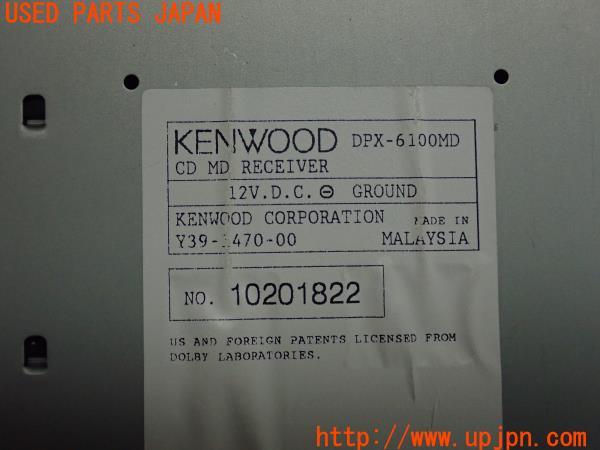 USED PARTS JAPAN
KENWOOD DPX-6100MD
CD MD RECEIVER
12V.D.C. ⊖ GROUND
KENWOOD CORPORATION MADE IN
MALAYSIA
NO. 10201822
US AND FOREIGN PATENTS LICENSED FROM
DOLBY LABORATORIES.
http://www.upjpn.com